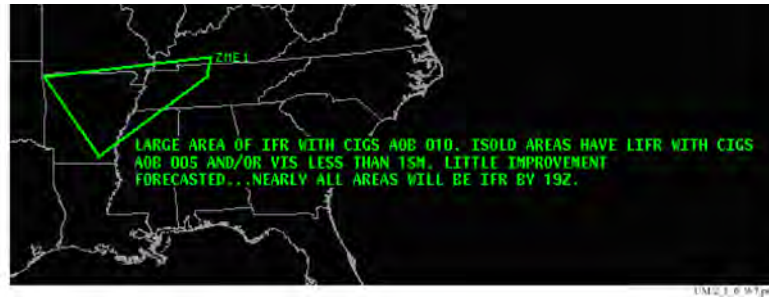 ZME1
LARGE AREA OF IFR WITH CIGS AOB 010. ISOLD AREAS HAVE LIFR WITH CIGS
AOB 005 AND/OR VIS LESS THAN 1SM. LITTLE IMPROVEMENT
FORECASTED...NEARLY ALL AREAS WILL BE IFR BY 19Z.